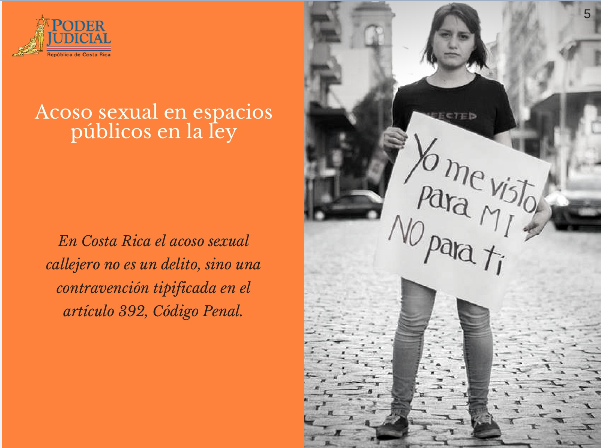 PODER
JUDICIAL
República de Costa Rica
Acoso sexual en espacios
públicos en la ley
En Costa Rica el acoso sexual
callejero no es un delito, sino una
contravención tipificada en el
artículo 392, Código Penal.
5
Yo me visto
para MI
NO para ti